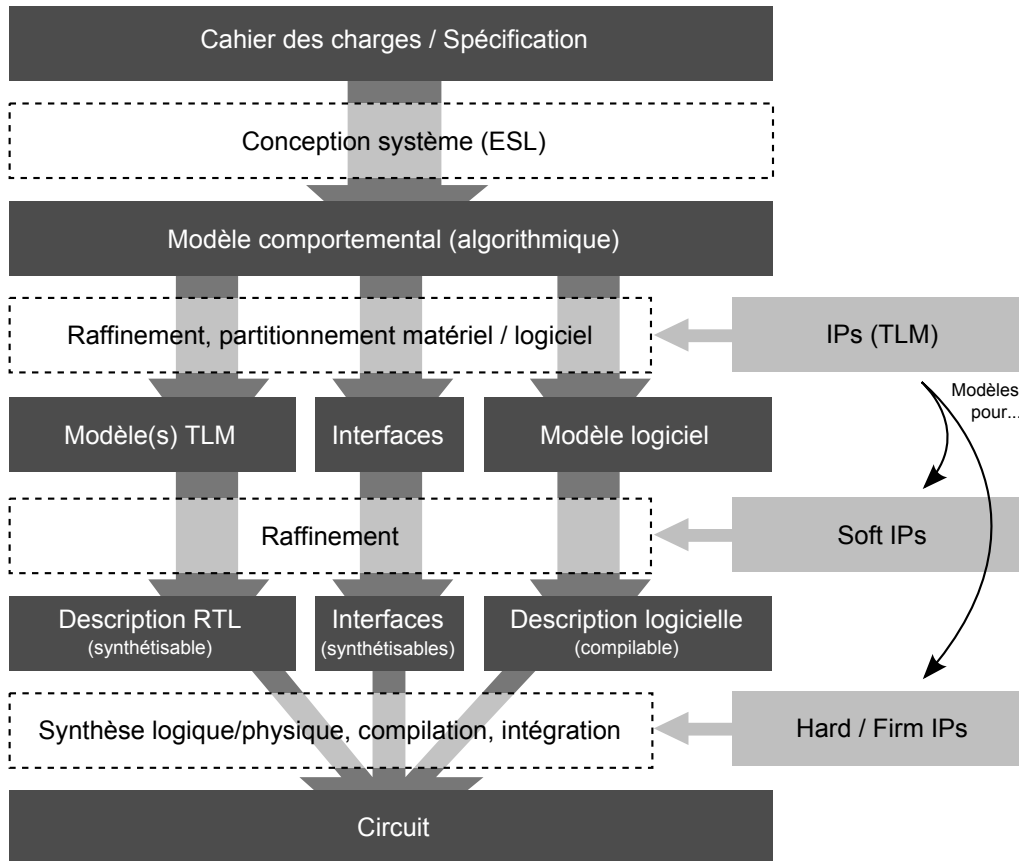 Cahier des charges / Spécification
Conception système (ESL)
Modèle comportemental (algorithmique)
Raffinement, partitionnement matériel / logiciel
IPs (TLM)
Modèles
pour...
Modèle(s) TLM
Interfaces
Modèle logiciel
Raffinement
Soft IPs
Description RTL
(synthétisable)
Interfaces
(synthétisables)
Description logicielle
(compilable)
Synthèse logique/physique, compilation, intégration
Hard / Firm IPs
Circuit